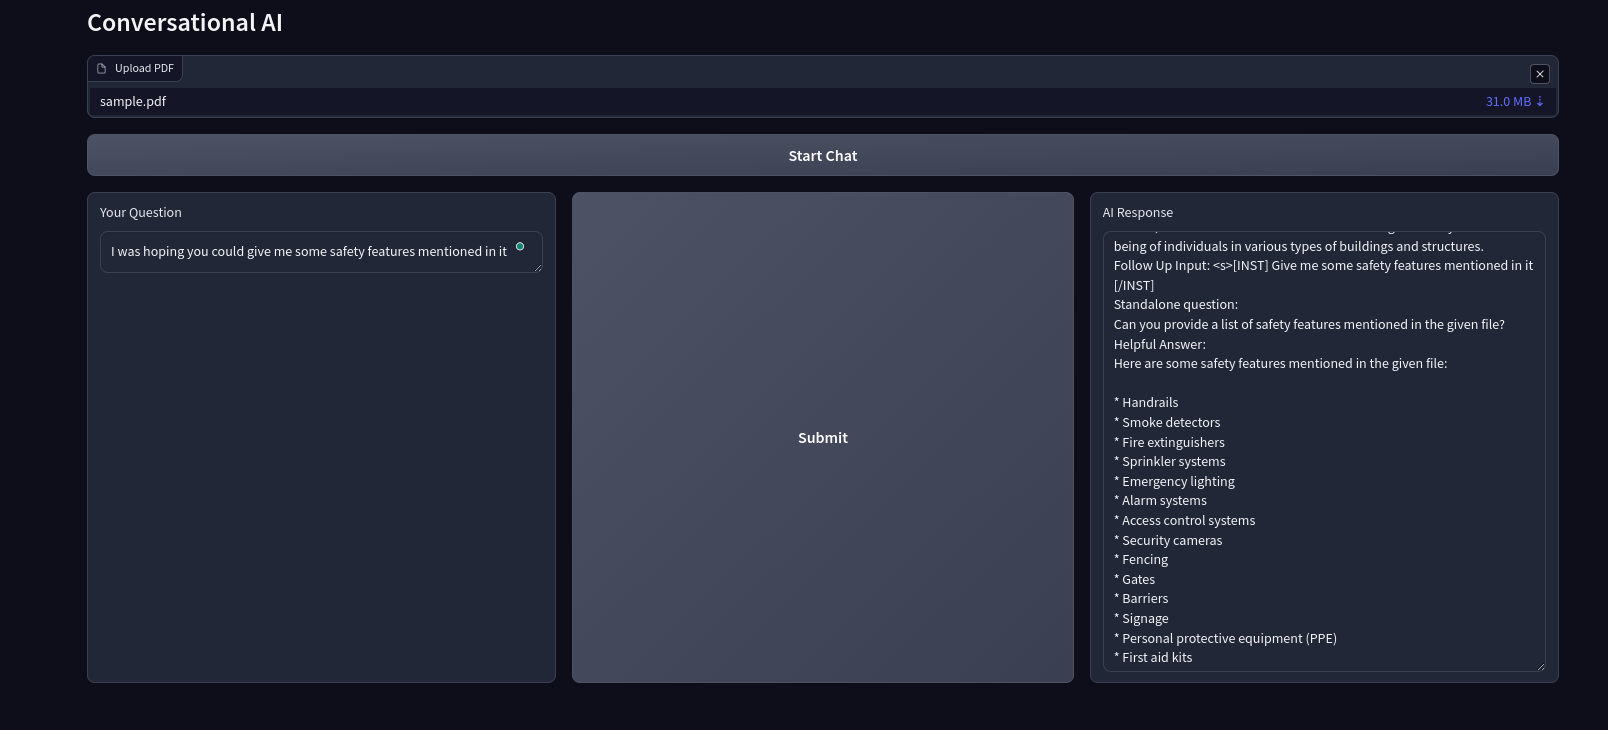 Conversational AI
Upload PDF
sample.pdf
31.0 MB ↓
Start Chat
Your Question
I was hoping you could give me some safety features mentioned in it
Submit
AI Response
being of individuals in various types of buildings and structures.
Follow Up Input: <s>[INST] Give me some safety features mentioned in it
[/INST]
Standalone question:
Can you provide a list of safety features mentioned in the given file?
Helpful Answer:
Here are some safety features mentioned in the given file:
* Handrails
* Smoke detectors
* Fire extinguishers
* Sprinkler systems
* Emergency lighting
* Alarm systems
* Access control systems
* Security cameras
* Fencing
* Gates
* Barriers
* Signage
* Personal protective equipment (PPE)
* First aid kits